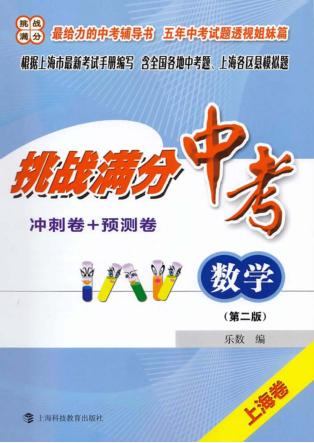 挑战
满分
最给力的中考辅导书 五年中考试题透视姐妹篇
根据上海市最新考试手册编写 含全国各地中考题、上海各区县模拟题
挑战满分中考
冲刺卷+预测卷
数学
(第二版)
乐数 编
上海卷
上海科技教育出版社